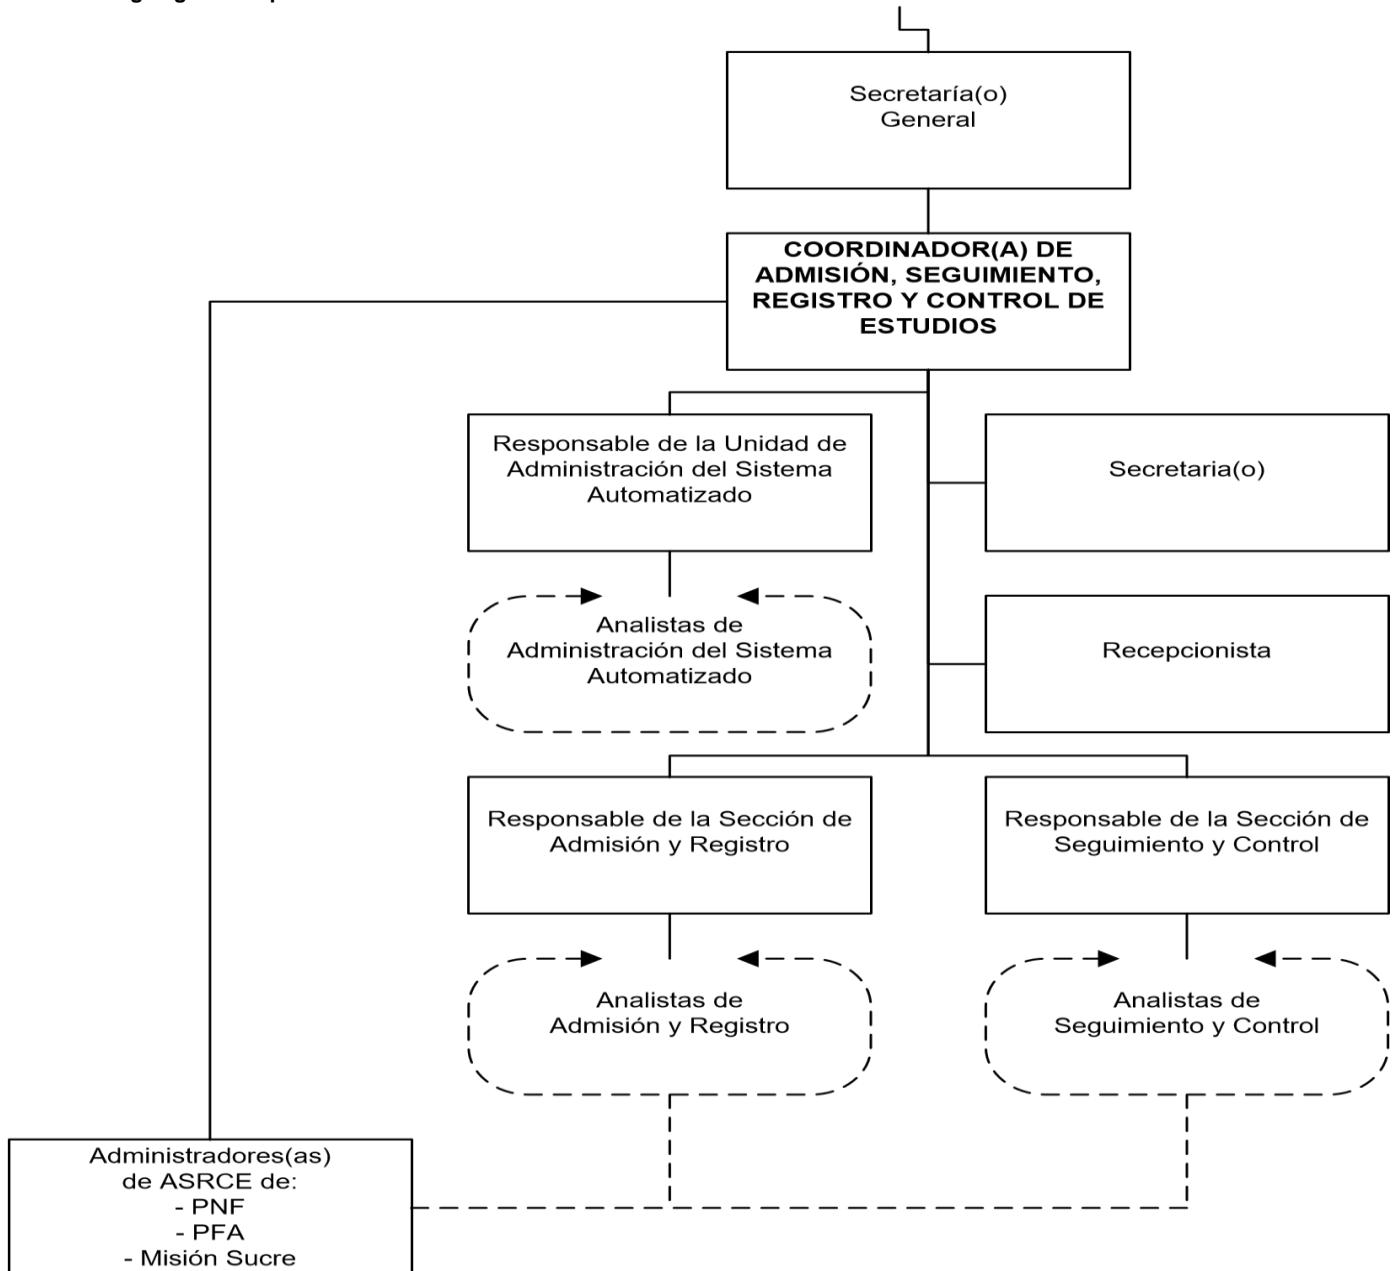 Secretaría(o)
General
COORDINADOR(A) DE
ADMISIÓN, SEGUIMIENTO,
REGISTRO Y CONTROL DE
ESTUDIOS
Responsable de la Unidad de
Administración del Sistema
Automatizado
Secretaria(o)
Analistas de
Administración del Sistema
Automatizado
Recepcionista
Responsable de la Sección de
Admisión y Registro
Responsable de la Sección de
Seguimiento y Control
Analistas de
Admisión y Registro
Analistas de
Seguimiento y Control
Administradores(as)
de ASRCE de:
- PNF
- PFA
- Misión Sucre